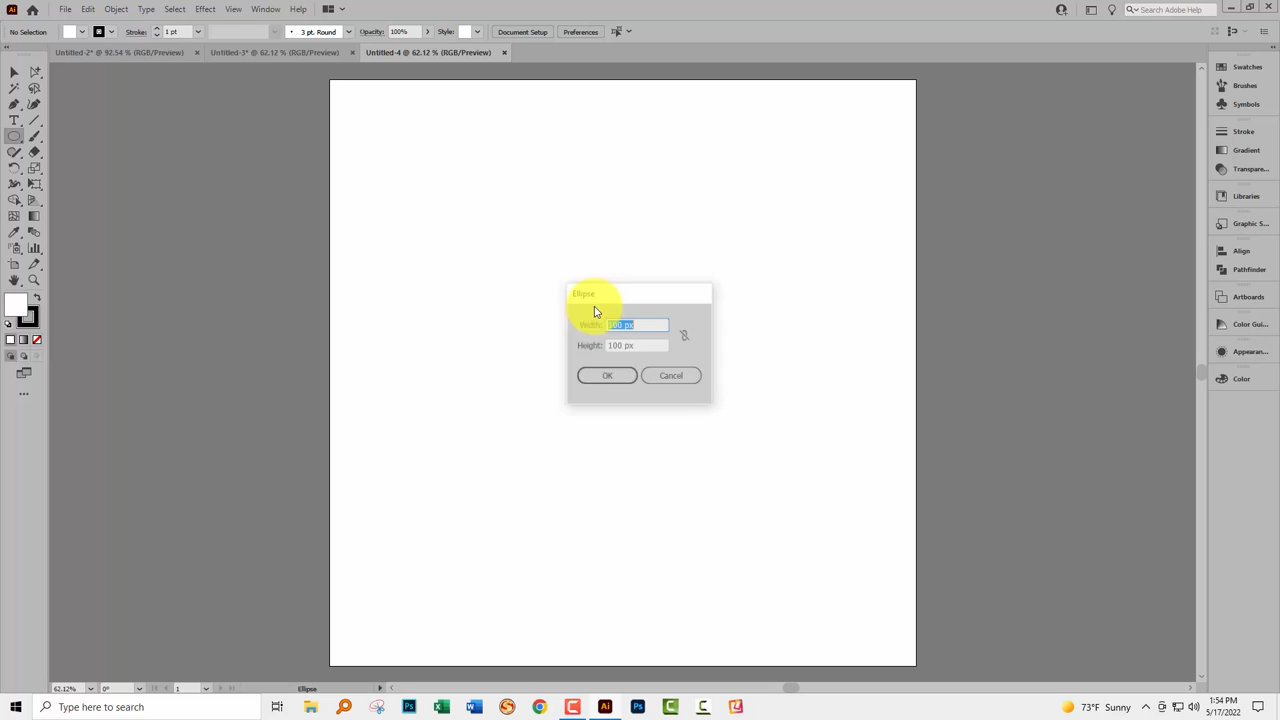 Ai File Edit Object Type Select Effect View Window Help Search Adobe Help
No Selection Stroke: 1 pt 3 pt. Round Opacity: 100% Style: Document Setup Preferences
Untitled-2* @ 92.54 % (RGB/Preview) Untitled-3* @ 62.12 % (RGB/Preview) Untitled-4 @ 62.12 % (RGB/Preview)
Swatches
Brushes
Symbols
Stroke
Gradient
Transpare...
Libraries
Graphic S...
Align
Pathfinder
Artboards
Color Gui...
Appearan...
Color
Ellipse
Width: 100 px
Height: 100 px
OK Cancel
62.12% 0° 1 Ellipse
Type here to search 73°F Sunny 1:54 PM
5/17/2022